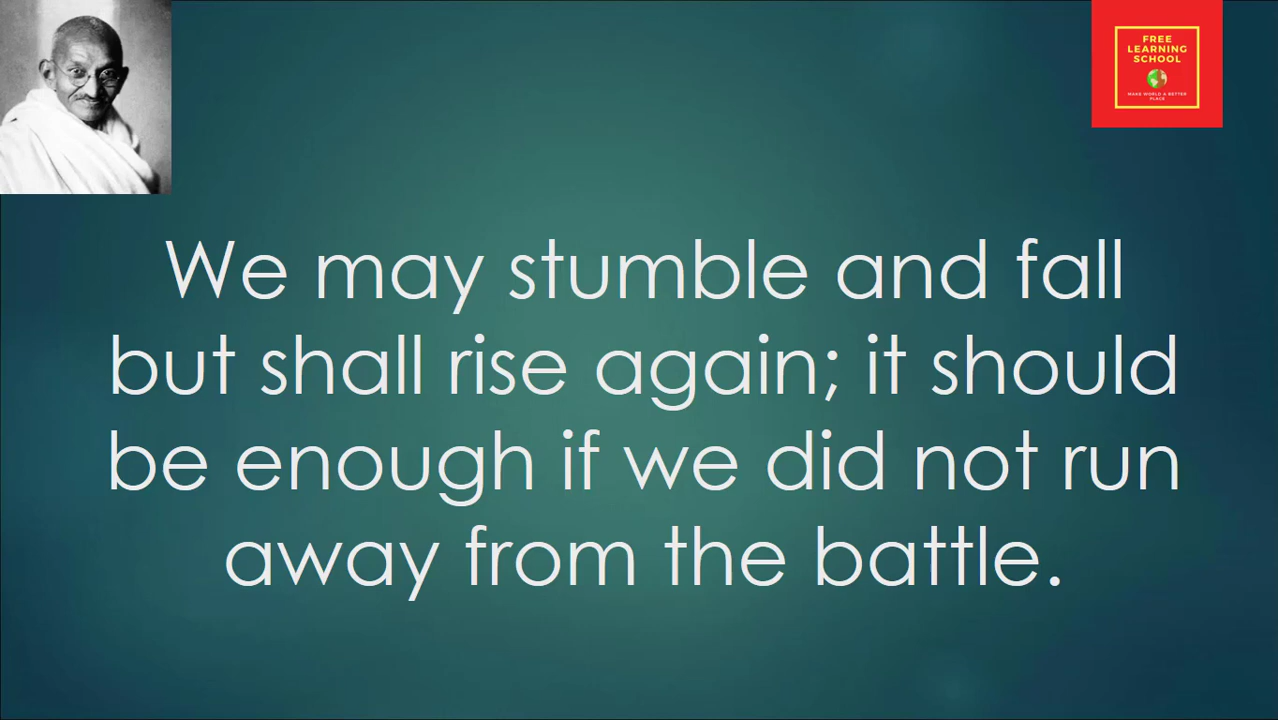 FREE
LEARNING
SCHOOL
MAKE WORLD A BETTER
PLACE
We may stumble and fall
but shall rise again; it should
be enough if we did not run
away from the battle.